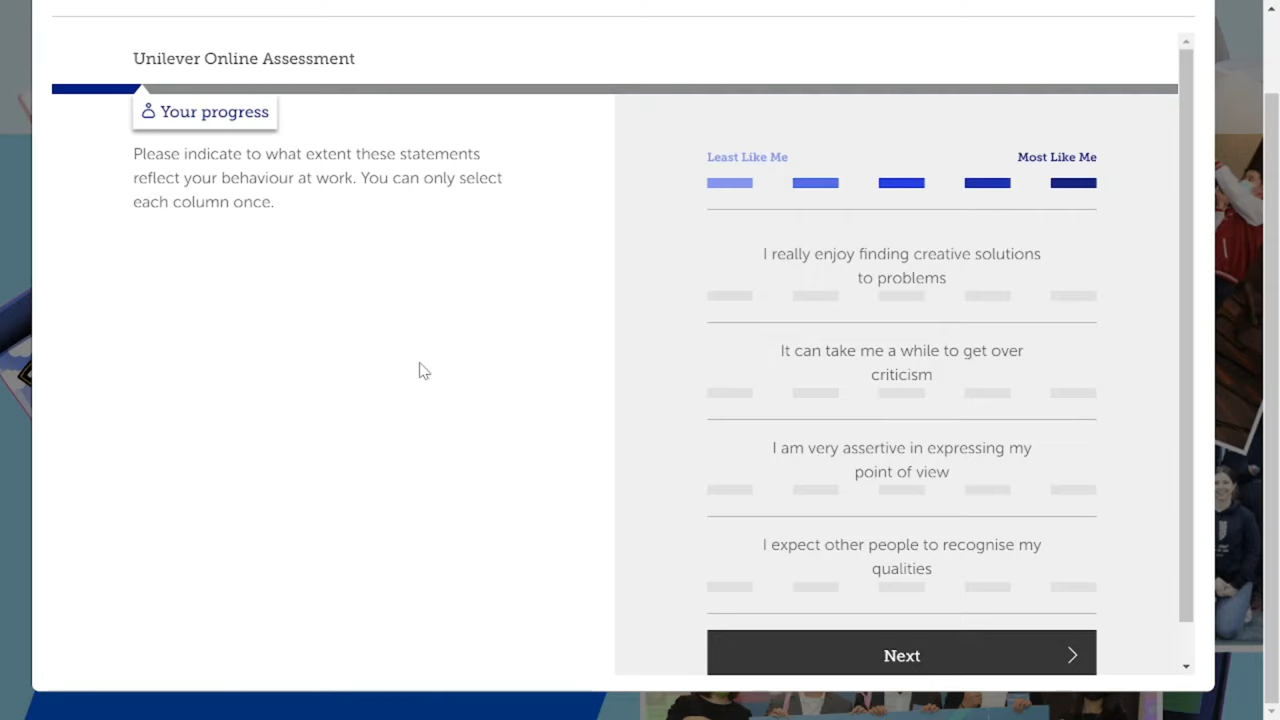 Unilever Online Assessment
Your progress
Please indicate to what extent these statements
reflect your behaviour at work. You can only select
each column once.
Least Like Me
Most Like Me
I really enjoy finding creative solutions
to problems
It can take me a while to get over
criticism
I am very assertive in expressing my
point of view
I expect other people to recognise my
qualities
Next